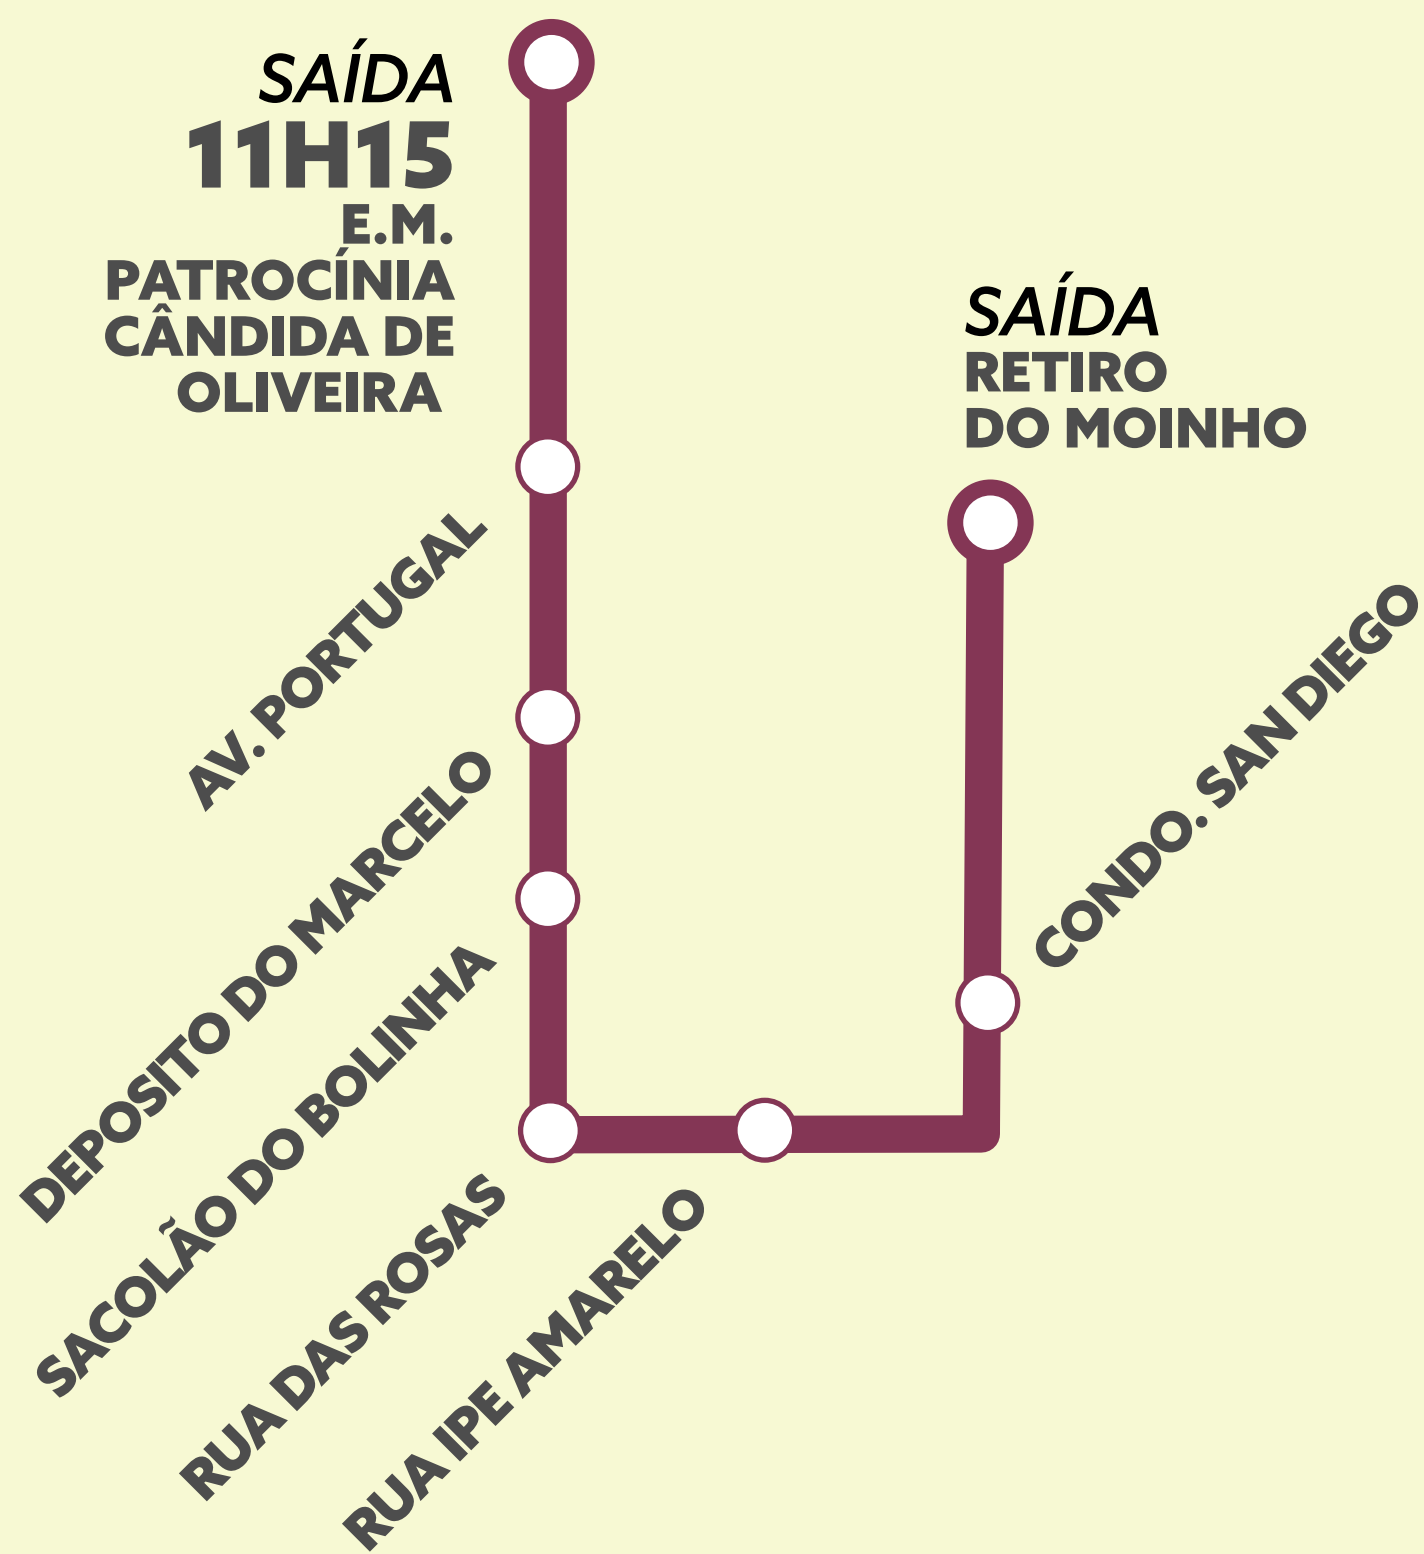 SAÍDA
11H15
E.M.
PATROCÍNIA
CÂNDIDA DE
OLIVEIRA
AV. PORTUGAL
DEPOSITO DO MARCELO
SACOLÃO DO BOLINHA
RUA DAS ROSAS
RUA IPE AMARELO
CONDO. SAN DIEGO
SAÍDA
RETIRO
DO MOINHO